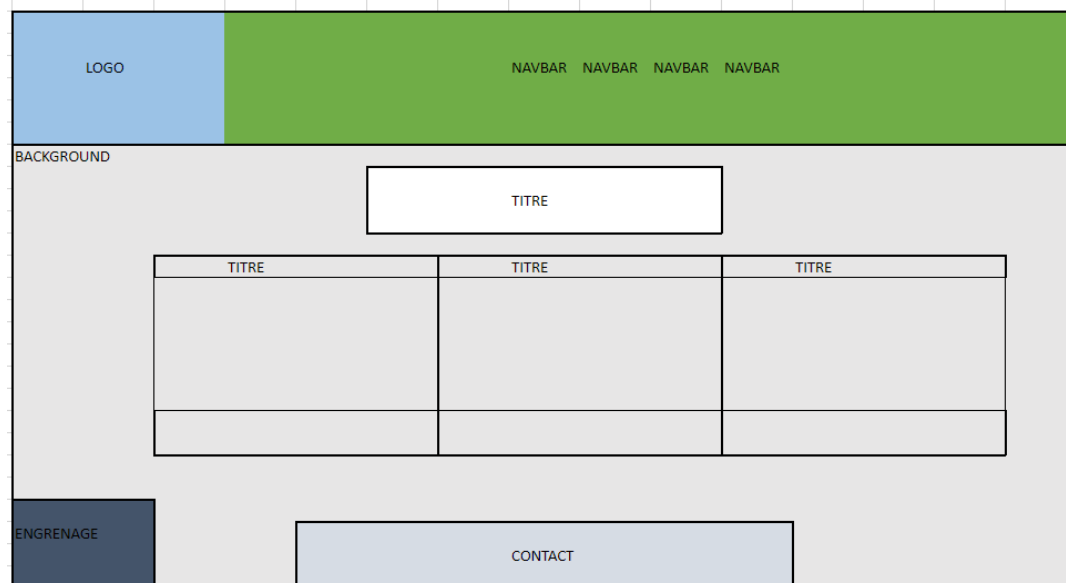 LOGO
NAVBAR NAVBAR NAVBAR NAVBAR
BACKGROUND
TITRE
TITRE TITRE TITRE
ENGRENAGE
CONTACT